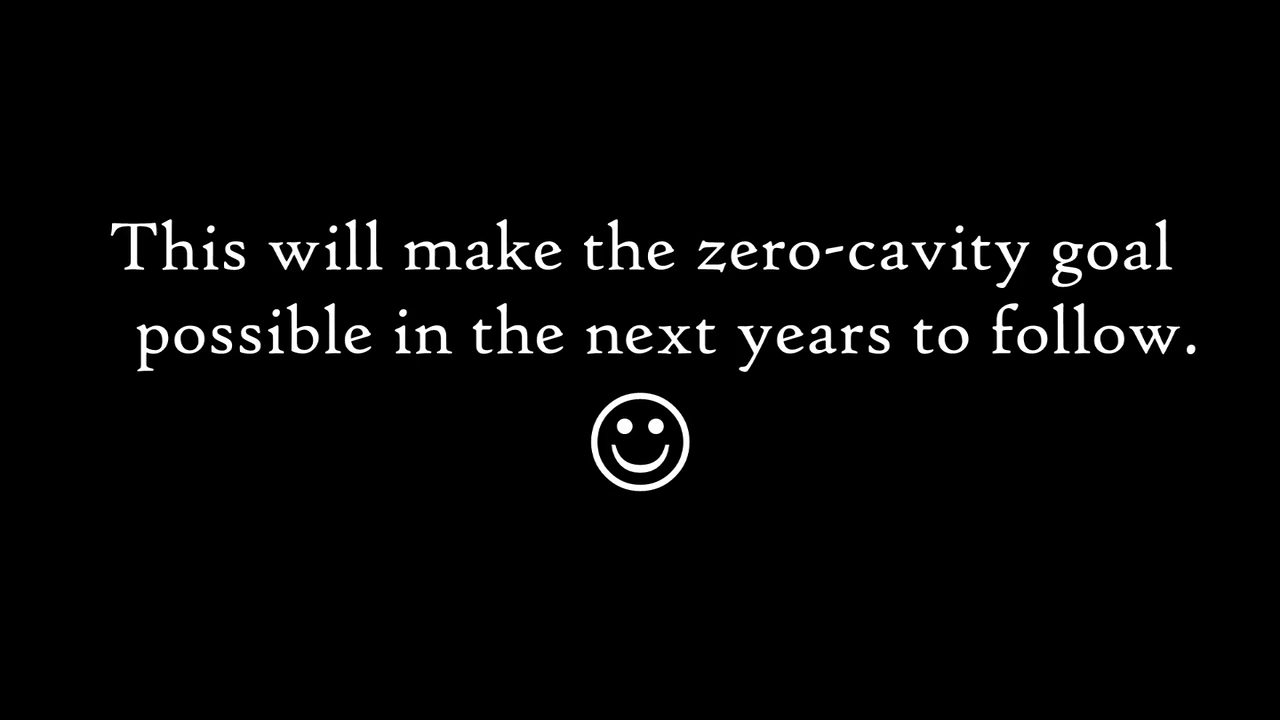 This will make the zero-cavity goal
possible in the next years to follow.